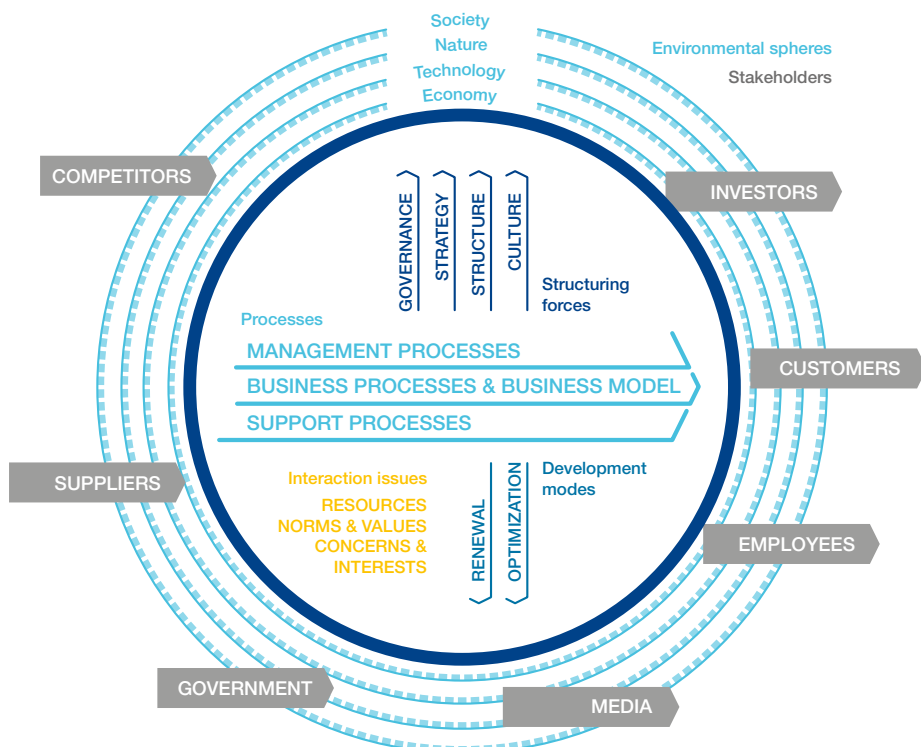 Society
Nature
Technology
Economy
Environmental spheres
Stakeholders
COMPETITORS
INVESTORS
GOVERNANCE
STRATEGY
STRUCTURE
CULTURE
Structuring
forces
Processes
MANAGEMENT PROCESSES
BUSINESS PROCESSES & BUSINESS MODEL
SUPPORT PROCESSES
CUSTOMERS
SUPPLIERS
Interaction issues
RESOURCES
NORMS & VALUES
CONCERNS &
INTERESTS
RENEWAL
OPTIMIZATION
Development
modes
EMPLOYEES
GOVERNMENT
MEDIA